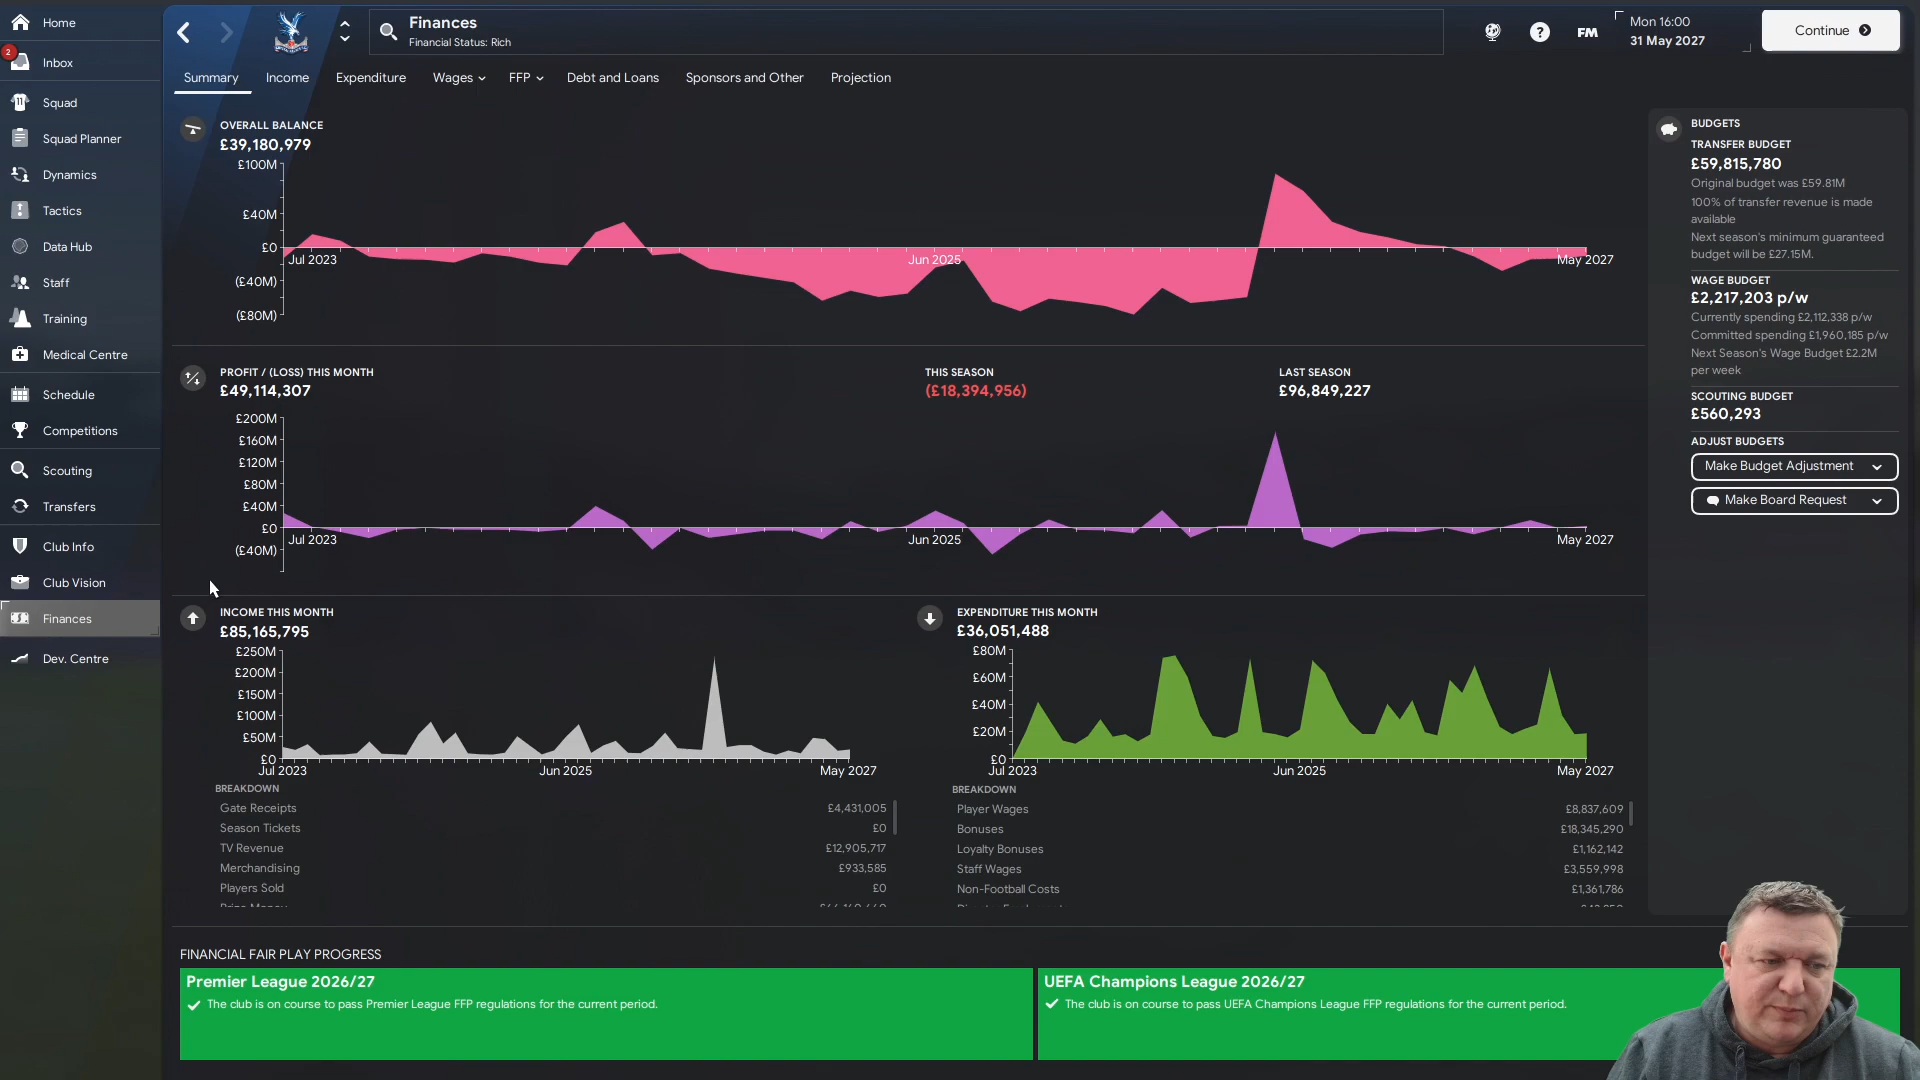 Home
2
Inbox
Squad
Squad Planner
Dynamics
Tactics
Data Hub
Staff
Training
Medical Centre
Schedule
Competitions
Scouting
Transfers
Club Info
Club Vision
Finances
Dev. Centre
Finances
Financial Status: Rich
?
FM
Mon 16:00
31 May 2027
Continue
Summary
Income
Expenditure
Wages
FFP
Debt and Loans
Sponsors and Other
Projection
OVERALL BALANCE
£39,180,979
£100M
£40M
£0
(£40M)
(£80M)
Jul 2023
Jun 2025
May 2027
PROFIT / (LOSS) THIS MONTH
£49,114,307
THIS SEASON
(£18,394,956)
LAST SEASON
£96,849,227
£200M
£160M
£120M
£80M
£40M
£0
(£40M)
Jul 2023
Jun 2025
May 2027
INCOME THIS MONTH
£85,165,795
£250M
£200M
£150M
£100M
£50M
£0
Jul 2023
Jun 2025
May 2027
BREAKDOWN
Gate Receipts £4,431,005
Season Tickets £0
TV Revenue £12,905,717
Merchandising £933,585
Players Sold £0
EXPENDITURE THIS MONTH
£36,051,488
£80M
£60M
£40M
£20M
£0
Jul 2023
Jun 2025
May 2027
BREAKDOWN
Player Wages £8,837,609
Bonuses £18,345,290
Loyalty Bonuses £1,162,142
Staff Wages £3,559,998
Non-Football Costs £1,361,786
BUDGETS
TRANSFER BUDGET
£59,815,780
Original budget was £59.81M
100% of transfer revenue is made
available
Next season's minimum guaranteed
budget will be £27.15M.
WAGE BUDGET
£2,217,203 p/w
Currently spending £2,112,338 p/w
Committed spending £1,960,185 p/w
Next Season's Wage Budget £2.2M
per week
SCOUTING BUDGET
£560,293
ADJUST BUDGETS
Make Budget Adjustment
Make Board Request
FINANCIAL FAIR PLAY PROGRESS
Premier League 2026/27
The club is on course to pass Premier League FFP regulations for the current period.
UEFA Champions League 2026/27
The club is on course to pass UEFA Champions League FFP regulations for the current period.